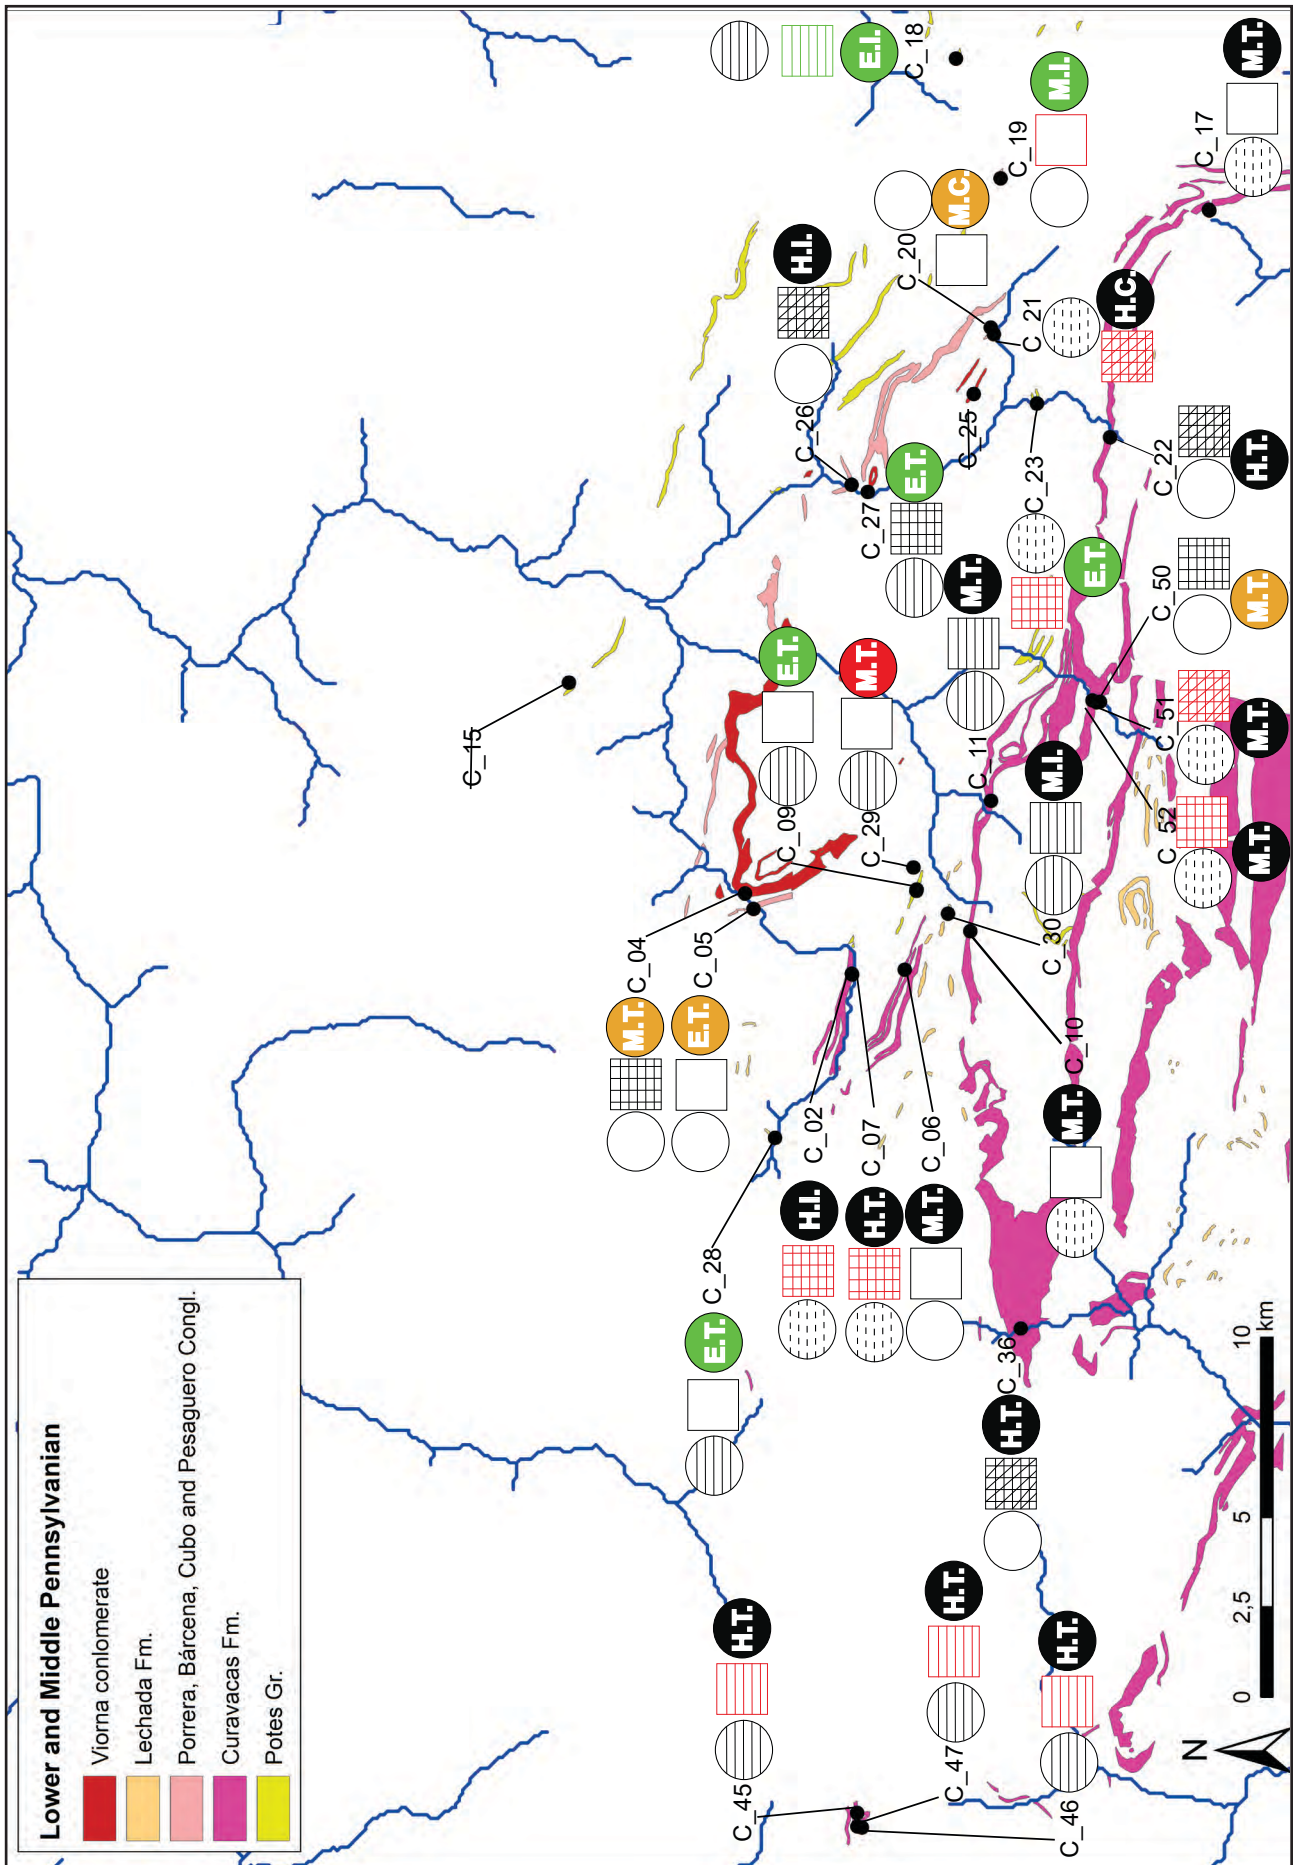 Lower and Middle Pennsylvanian
Viorna conlomerate
Lechada Fm.
Porrera, Bárcena, Cubo and Pesaguero Congl.
Curavacas Fm.
Potes Gr.
C_15
C_04
M.T.
C_05
E.T.
C_28
E.T.
C_02
H.I.
C_07
H.T.
C_06
M.T.
C_09
E.T.
C_29
M.T.
C_26
H.I.
C_27
E.T.
C_25
C_20
M.C.
C_18
E.I.
C_19
M.I.
C_21
H.C.
C_23
E.T.
C_22
H.T.
C_17
M.T.
C_11
M.T.
C_30
M.I.
C_10
M.T.
C_50
M.T.
C_51
M.T.
C_52
M.T.
C_36
H.T.
C_45
H.T.
C_47
H.T.
C_46
H.T.
N
0
2,5
5
10
km